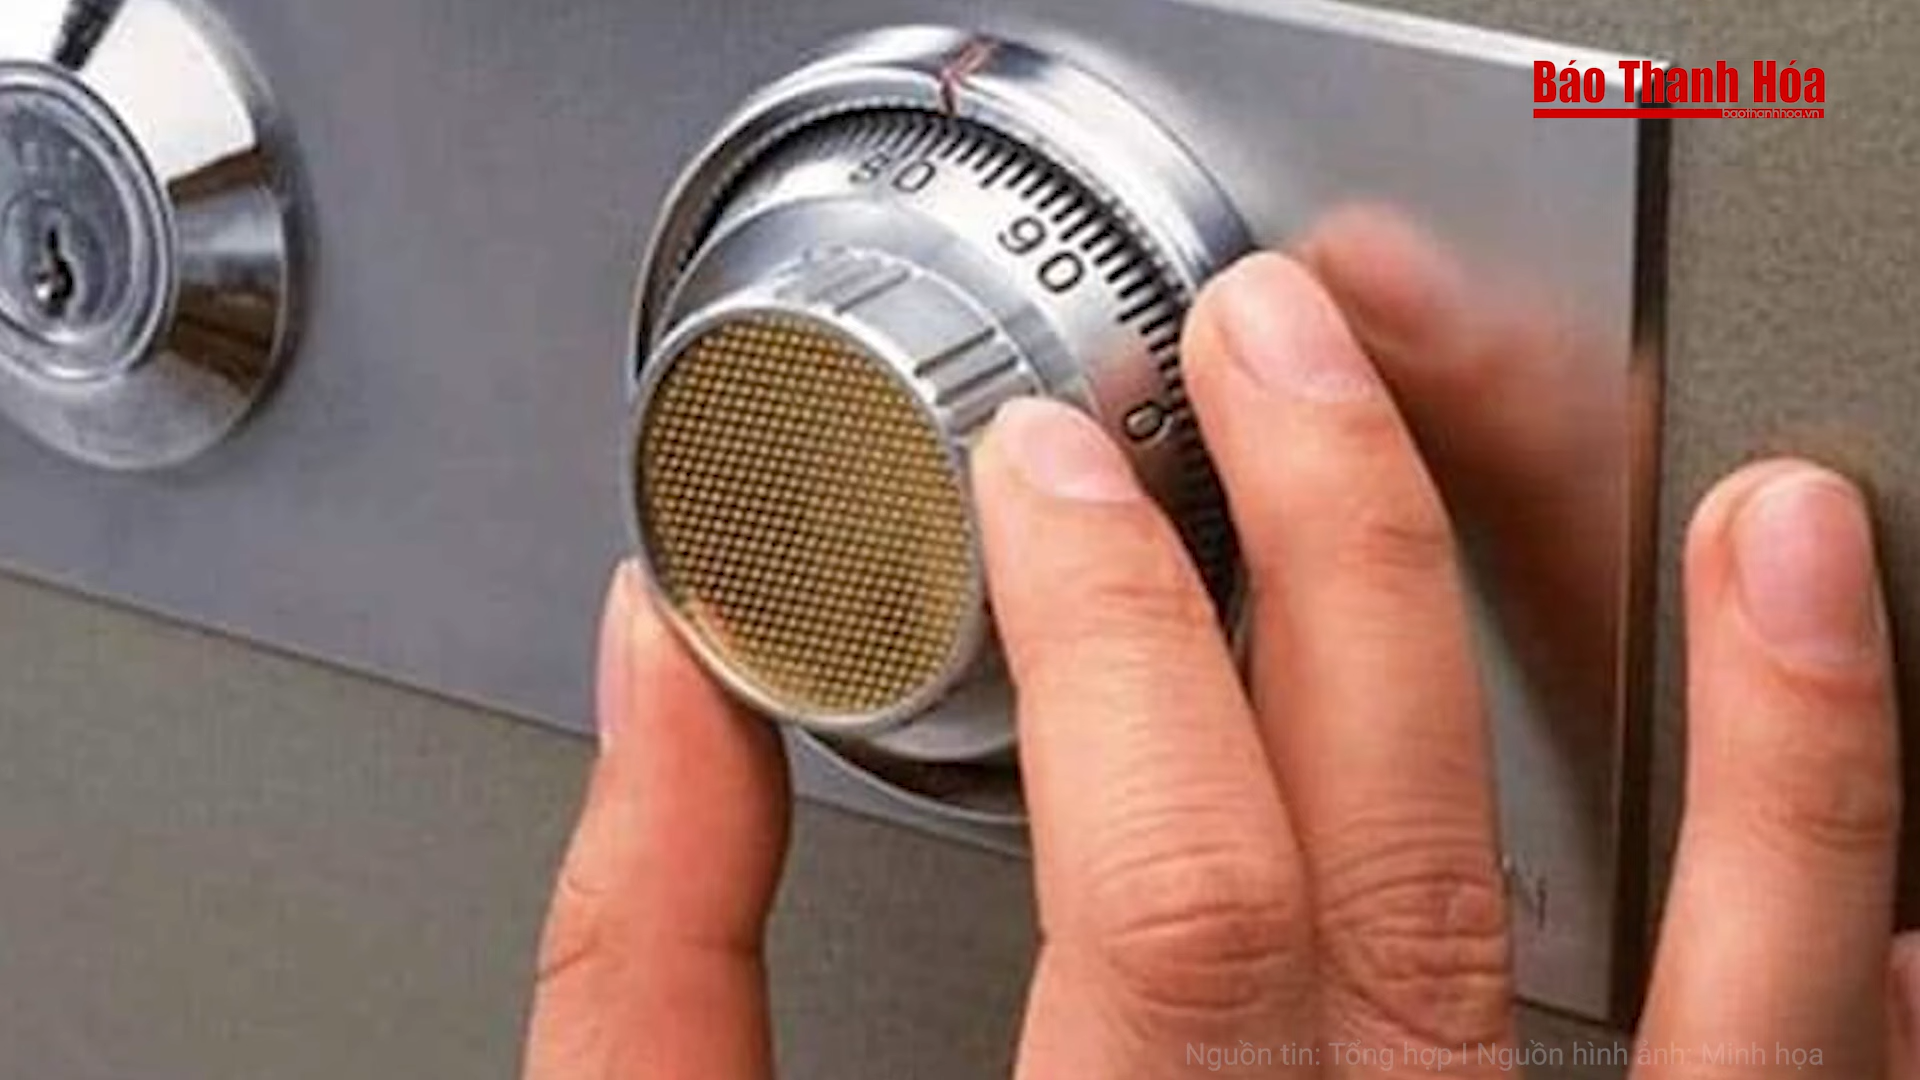 Báo Thanh Hóa
baothanhhoa.vn
80
90
0
Nguồn tin: Tổng hợp I Nguồn hình ảnh: Minh họa